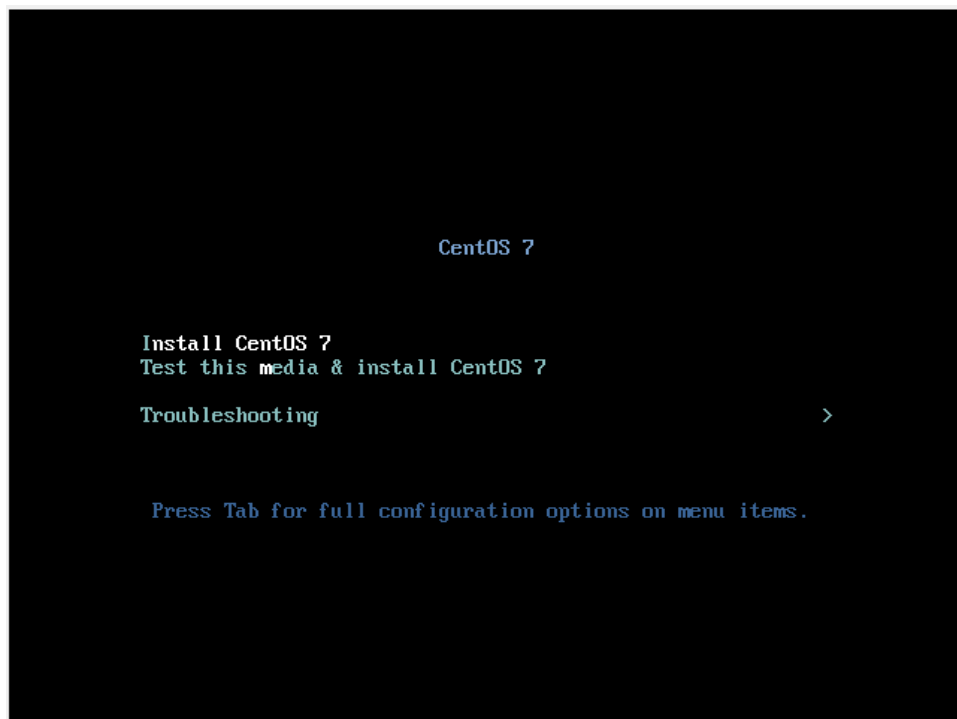 CentOS 7
Install CentOS 7
Test this media & install CentOS 7
Troubleshooting >
Press Tab for full configuration options on menu items.